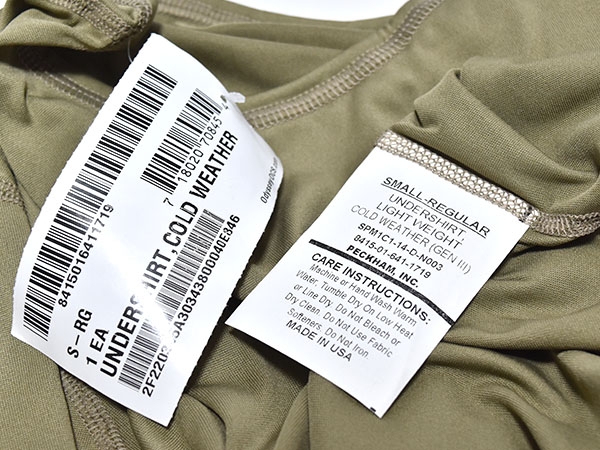 8415016411719
7 18020 70845 4
S-RG
1 EA
UNDERSHIRT, COLD WEATHER
SMALL-REGULAR
UNDERSHIRT,
LIGHT WEIGHT,
COLD WEATHER (GEN III)
SPM1C1-14-D-N003
8415-01-641-1719
PECKHAM, INC.
CARE INSTRUCTIONS:
Machine or Hand Wash Warm
Water. Tumble Dry On Low Heat
or Line Dry. Do Not Bleach or
Dry Clean. Do Not Use Fabric
Softeners. Do Not Iron
MADE IN USA